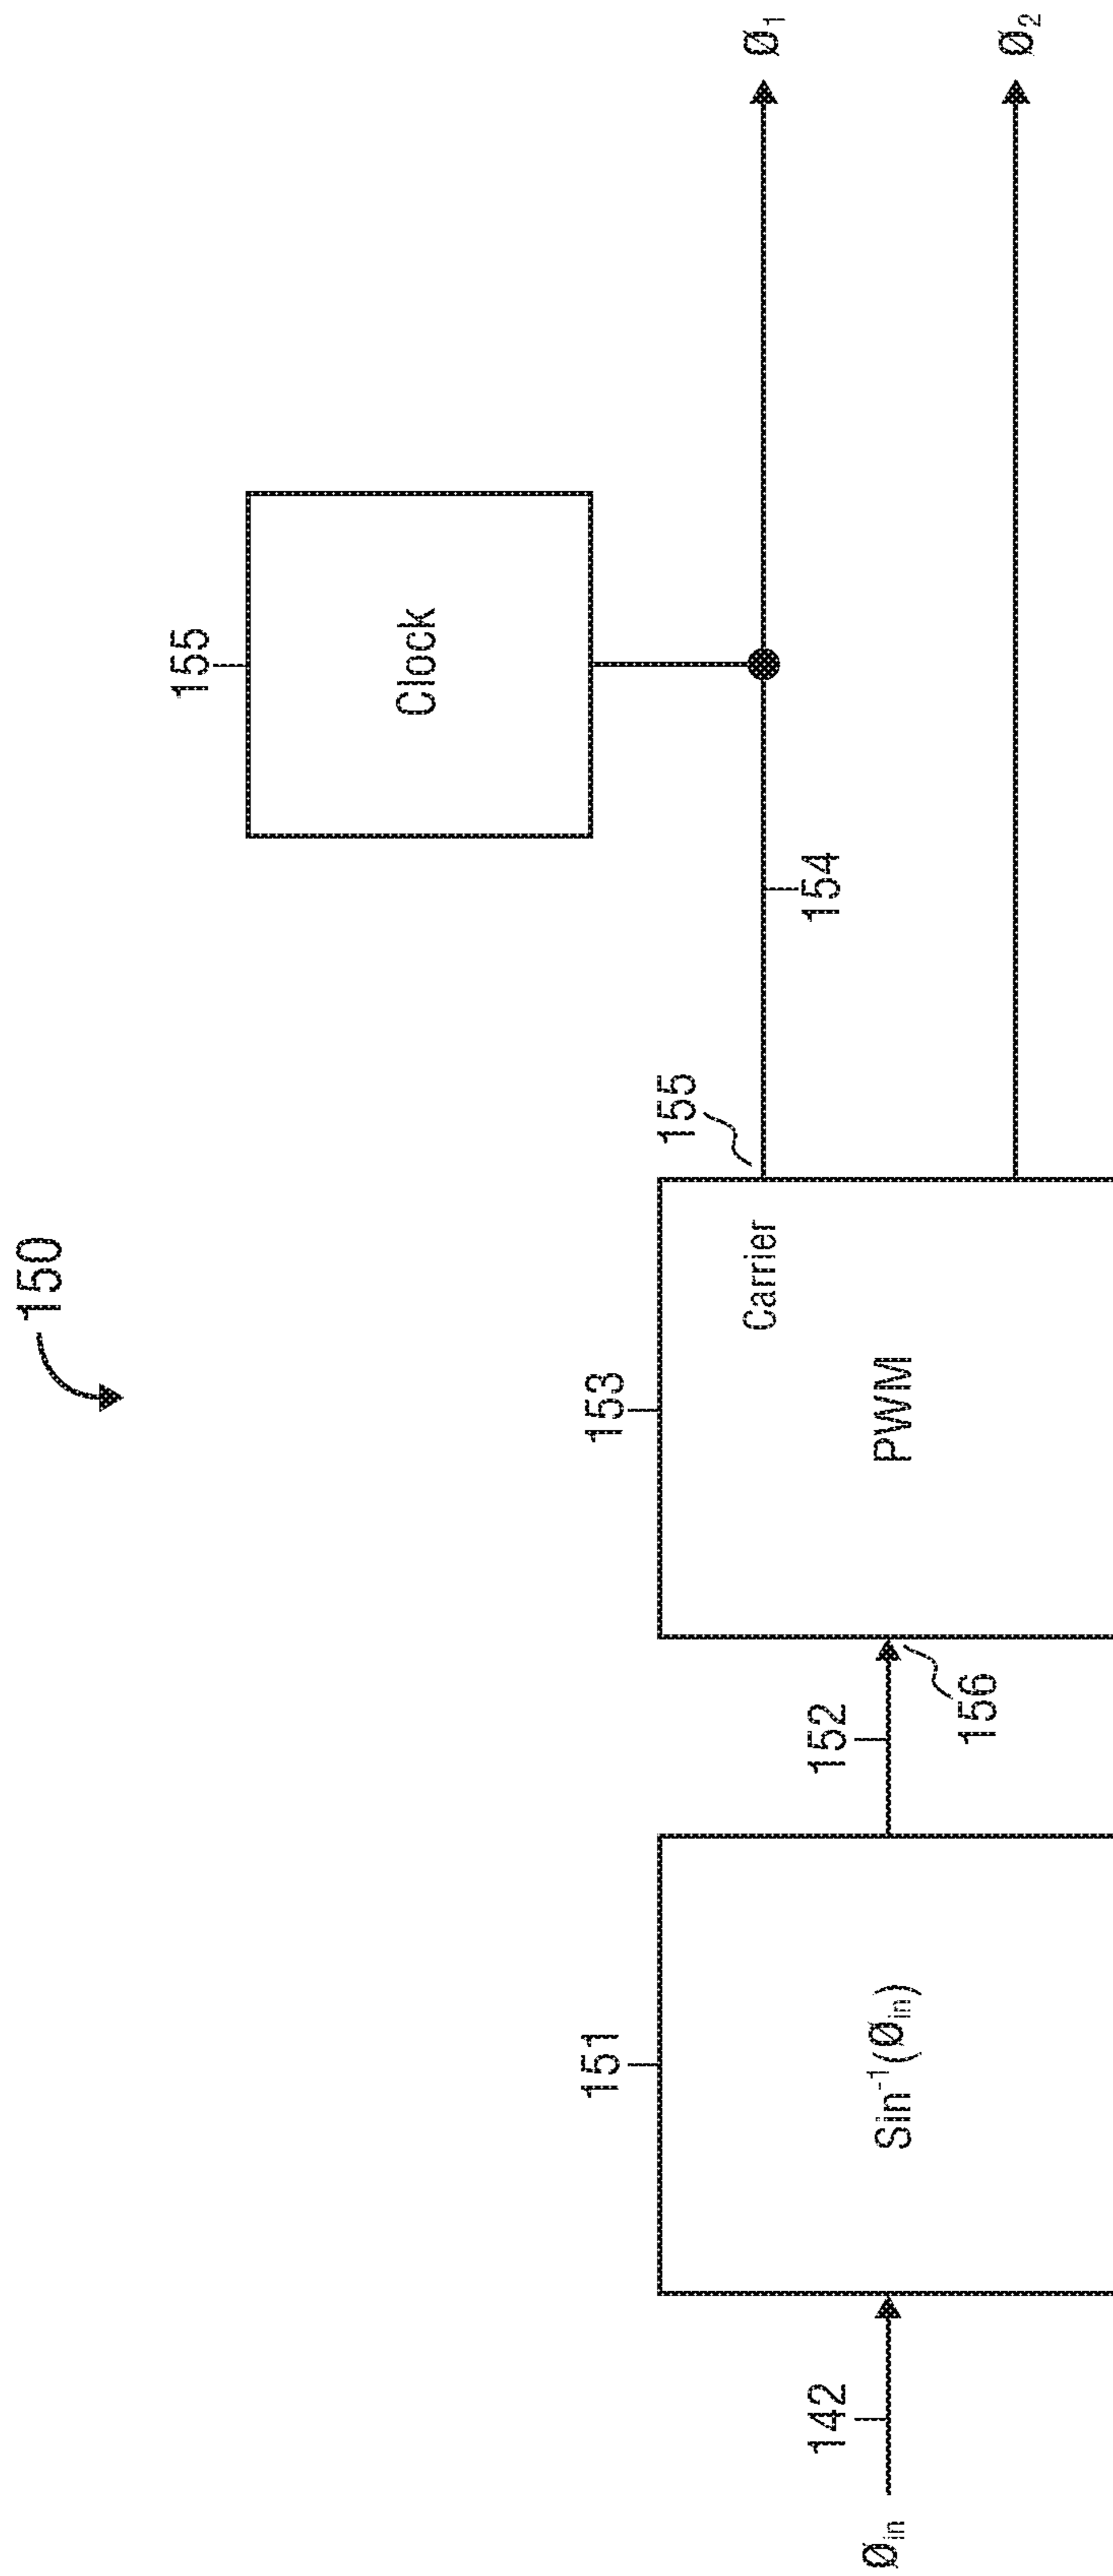 150
155
Clock
Ø1
Ø2
154
155
Carrier
153
PWM
152
156
151
Sin⁻¹(Øin)
142
Øin